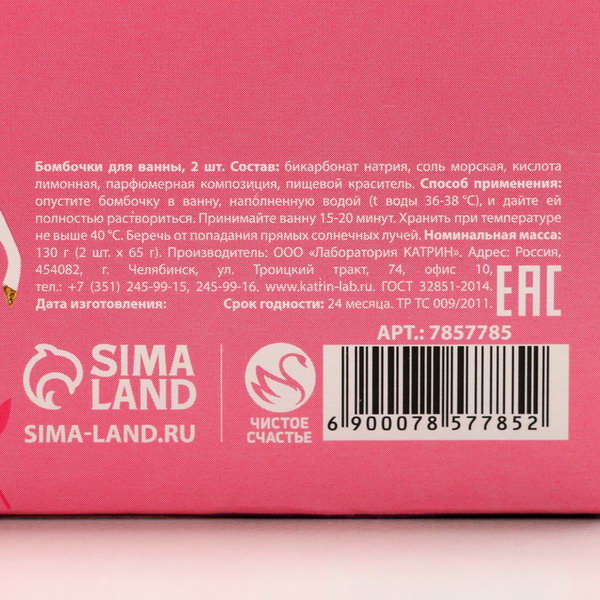 Бомбочки для ванны, 2 шт. Состав: бикарбонат натрия, соль морская, кислота
лимонная, парфюмерная композиция, пищевой краситель. Способ применения:
опустите бомбочку в ванну, наполненную водой (t воды 36-38 °С), и дайте ей
полностью раствориться. Принимайте ванну 15-20 минут. Хранить при температуре
не выше 40 °С. Беречь от попадания прямых солнечных лучей. Номинальная масса:
130 г (2 шт. х 65 г). Производитель: ООО «Лаборатория КАТРИН». Адрес: Россия,
454082, г. Челябинск, ул. Троицкий тракт, 74, офис 10,
тел.: +7 (351) 245-99-15, 245-99-16. www.katrin-lab.ru. ГОСТ 32851-2014.
Дата изготовления: Срок годности: 24 месяца. ТР ТС 009/2011.
EAC
АРТ.: 7857785
SIMA
LAND
SIMA-LAND.RU
ЧИСТОЕ
СЧАСТЬЕ
6 900078 577852